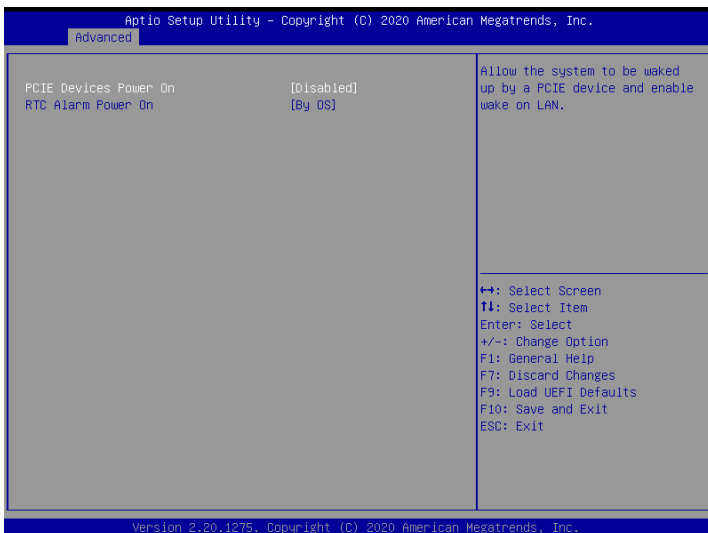 Aptio Setup Utility – Copyright (C) 2020 American Megatrends, Inc.
Advanced
PCIE Devices Power On [Disabled]
RTC Alarm Power On [By OS]
Allow the system to be waked
up by a PCIE device and enable
wake on LAN.
↔: Select Screen
↑↓: Select Item
Enter: Select
+/-: Change Option
F1: General Help
F7: Discard Changes
F9: Load UEFI Defaults
F10: Save and Exit
ESC: Exit
Version 2.20.1275. Copyright (C) 2020 American Megatrends, Inc.